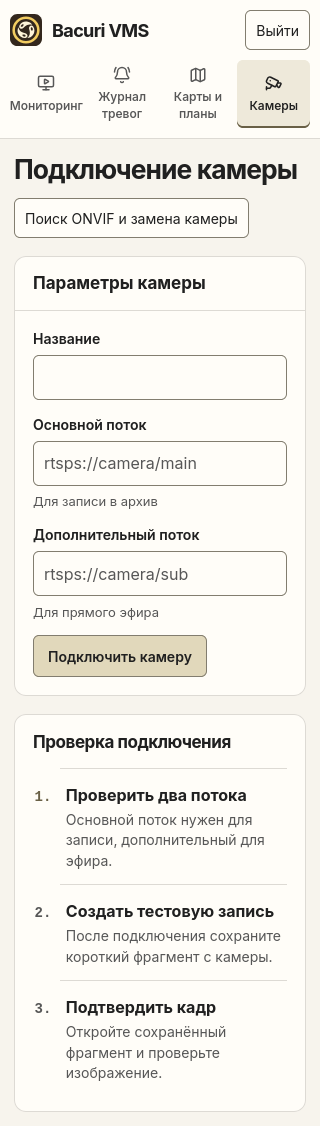 Bacuri VMS
Выйти
Мониторинг
Журнал
тревог
Карты и
планы
Камеры
Подключение камеры
Поиск ONVIF и замена камеры
Параметры камеры
Название
Основной поток
rtsps://camera/main
Для записи в архив
Дополнительный поток
rtsps://camera/sub
Для прямого эфира
Подключить камеру
Проверка подключения
1. Проверить два потока
Основной поток нужен для
записи, дополнительный для
эфира.
2. Создать тестовую запись
После подключения сохраните
короткий фрагмент с камеры.
3. Подтвердить кадр
Откройте сохранённый
фрагмент и проверьте
изображение.